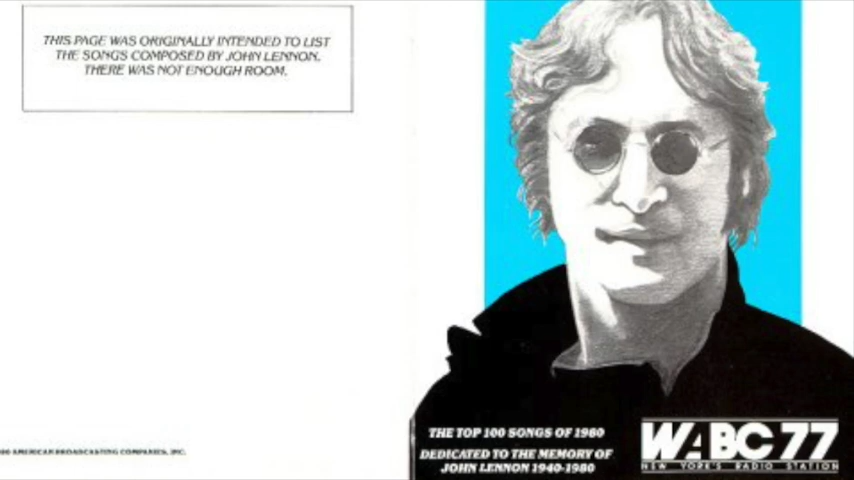 THIS PAGE WAS ORIGINALLY INTENDED TO LIST
THE SONGS COMPOSED BY JOHN LENNON.
THERE WAS NOT ENOUGH ROOM.
AMERICAN BROADCASTING COMPANIES, INC.
THE TOP 100 SONGS OF 1980
DEDICATED TO THE MEMORY OF
JOHN LENNON 1940-1980
WABC 77
NEW YORK'S RADIO STATION